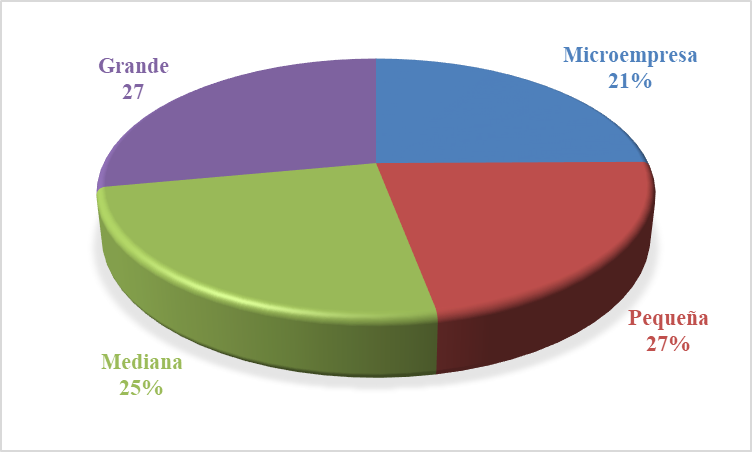 Grande
27
Microempresa
21%
Pequeña
27%
Mediana
25%